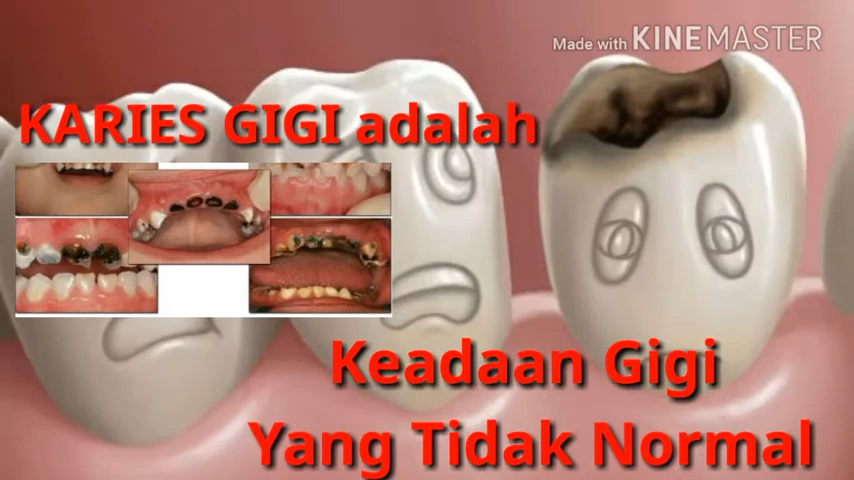 Made with KINEMASTER
KARIES GIGI adalah
Keadaan Gigi
Yang Tidak Normal